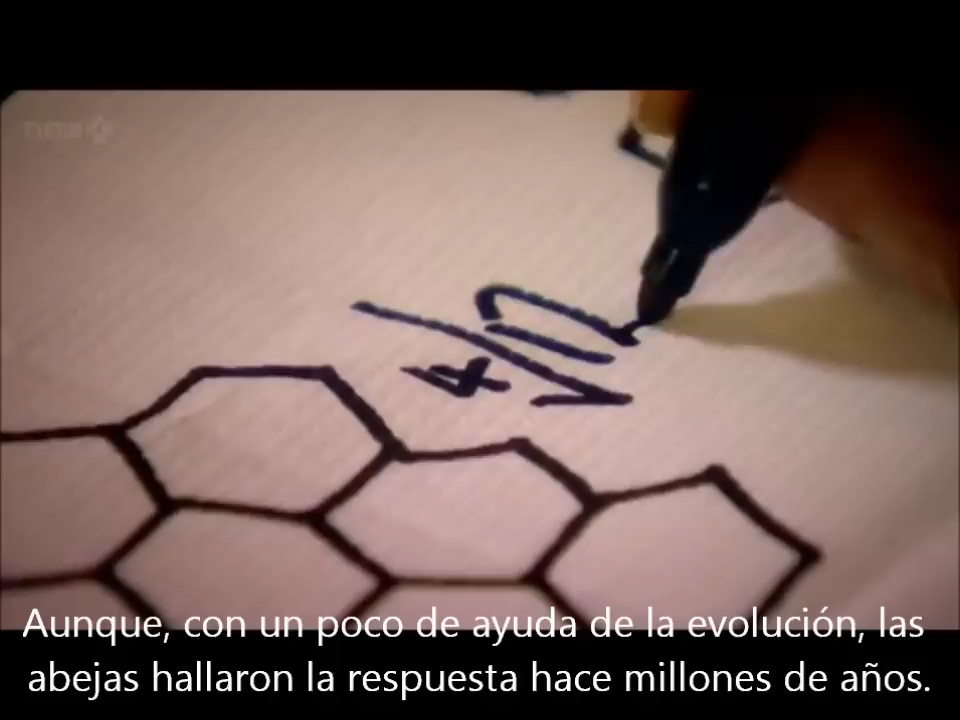 Aunque, con un poco de ayuda de la evolución, las
abejas hallaron la respuesta hace millones de años.